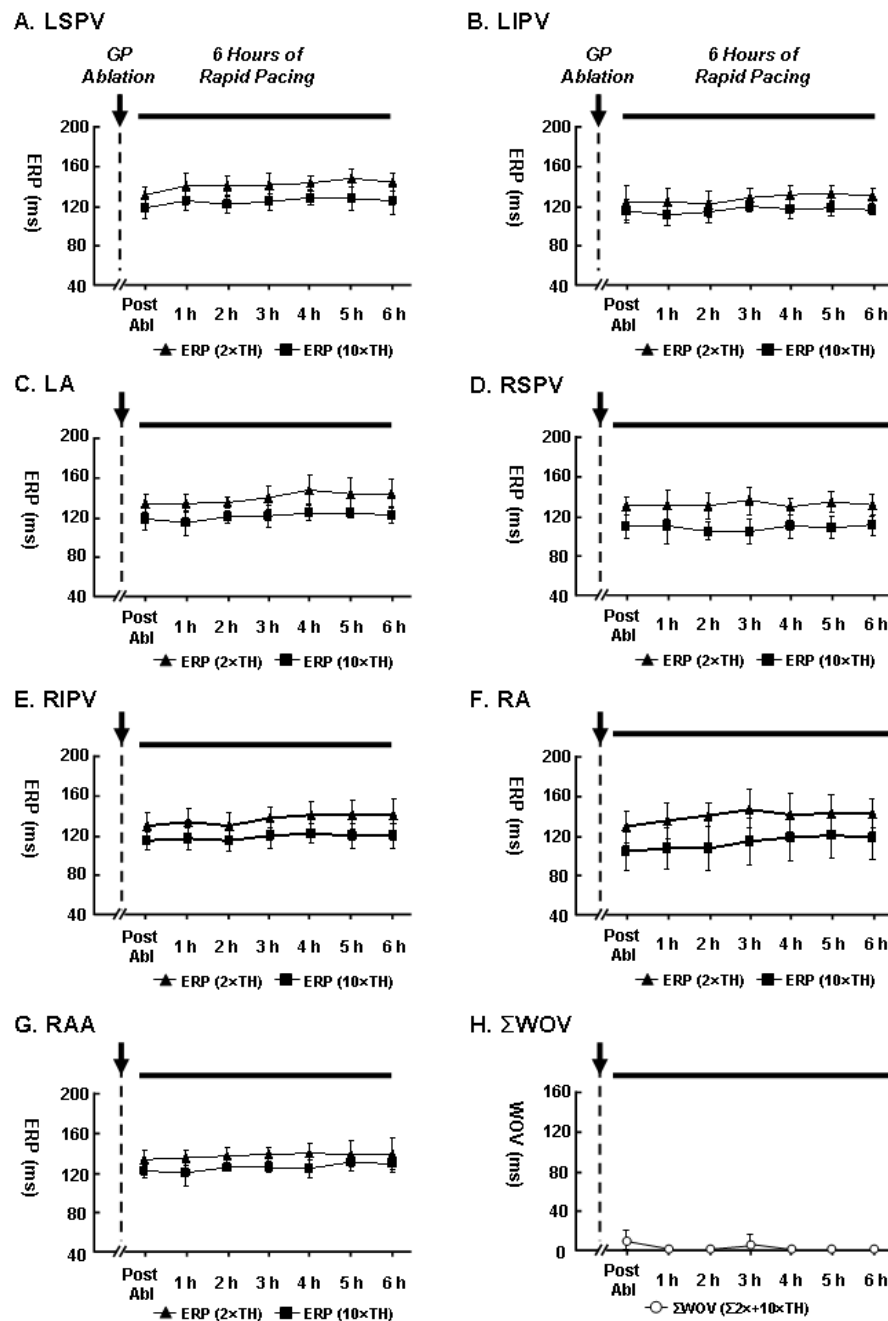 A. LSPV
GP Ablation
6 Hours of Rapid Pacing
ERP (ms)
200
160
120
80
40
Post Abl 1 h 2 h 3 h 4 h 5 h 6 h
ERP (2×TH) ERP (10×TH)
B. LIPV
GP Ablation
6 Hours of Rapid Pacing
ERP (ms)
200
160
120
80
40
Post Abl 1 h 2 h 3 h 4 h 5 h 6 h
ERP (2×TH) ERP (10×TH)
C. LA
ERP (ms)
200
160
120
80
40
Post Abl 1 h 2 h 3 h 4 h 5 h 6 h
ERP (2×TH) ERP (10×TH)
D. RSPV
ERP (ms)
200
160
120
80
40
Post Abl 1 h 2 h 3 h 4 h 5 h 6 h
ERP (2×TH) ERP (10×TH)
E. RIPV
ERP (ms)
200
160
120
80
40
Post Abl 1 h 2 h 3 h 4 h 5 h 6 h
ERP (2×TH) ERP (10×TH)
F. RA
ERP (ms)
200
160
120
80
40
Post Abl 1 h 2 h 3 h 4 h 5 h 6 h
ERP (2×TH) ERP (10×TH)
G. RAA
ERP (ms)
200
160
120
80
40
Post Abl 1 h 2 h 3 h 4 h 5 h 6 h
ERP (2×TH) ERP (10×TH)
H. ΣWOV
WOV (ms)
160
120
80
40
0
Post Abl 1 h 2 h 3 h 4 h 5 h 6 h
ΣWOV (Σ2×+10×TH)